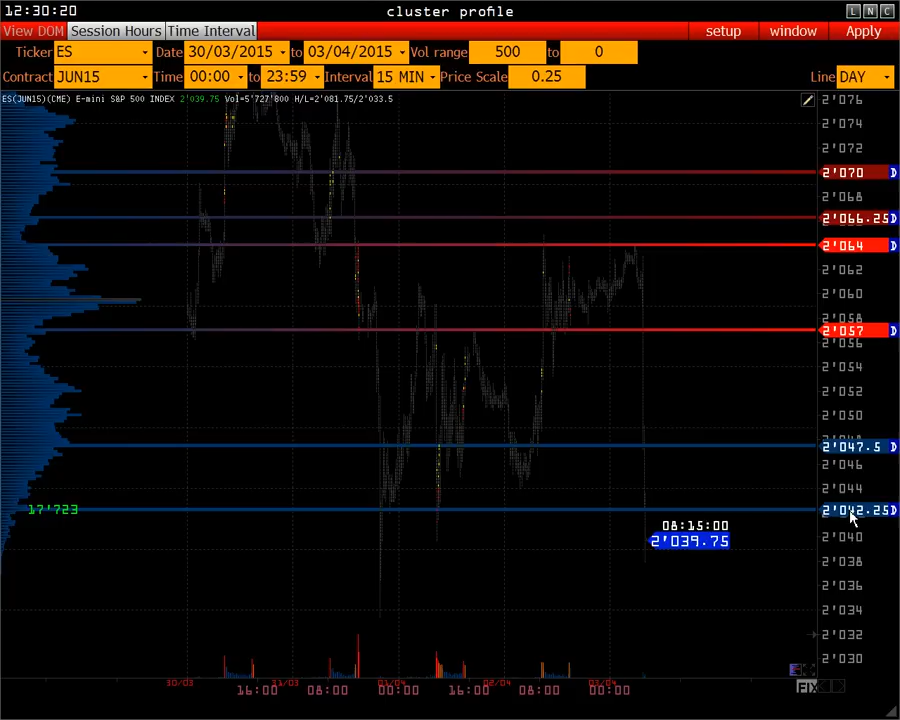 12:30:20 cluster profile L N C
View DOM Session Hours Time Interval setup window Apply
Ticker ES Date 30/03/2015 to 03/04/2015 Vol range 500 to 0
Contract JUN15 Time 00:00 to 23:59 Interval 15 MIN Price Scale 0.25 Line DAY
ES(JUN15)(CME) E-mini S&P 500 INDEX 2'039.75 Vol=5'727'800 H/L=2'081.75/2'033.5
2'076
2'074
2'072
2'070 D
2'068
2'066.25 D
2'064 D
2'062
2'060
2'058
2'057 D
2'056
2'054
2'052
2'050
2'047.5 D
2'046
2'044
17'723 2'042.25 D
08:15:00
2'039.75 2'040
2'038
2'036
2'034
2'032
2'030
30/03 16:00 31/03 08:00 00:00 16:00 02/04 08:00 03/04 00:00
FIX